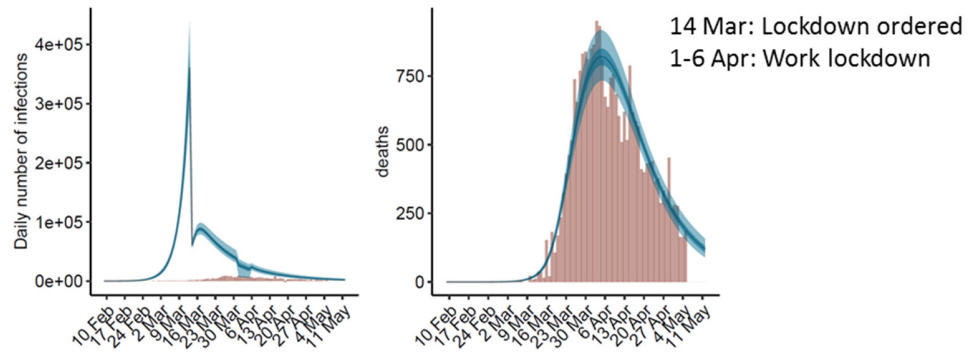 14 Mar: Lockdown ordered
1-6 Apr: Work lockdown
Daily number of infections
4e+05
3e+05
2e+05
1e+05
0e+00
10 Feb
17 Feb
24 Feb
2 Mar
9 Mar
16 Mar
23 Mar
30 Mar
6 Apr
13 Apr
20 Apr
27 Apr
4 May
11 May
deaths
750
500
250
0
10 Feb
17 Feb
24 Feb
2 Mar
9 Mar
16 Mar
23 Mar
30 Mar
6 Apr
13 Apr
20 Apr
27 Apr
4 May
11 May